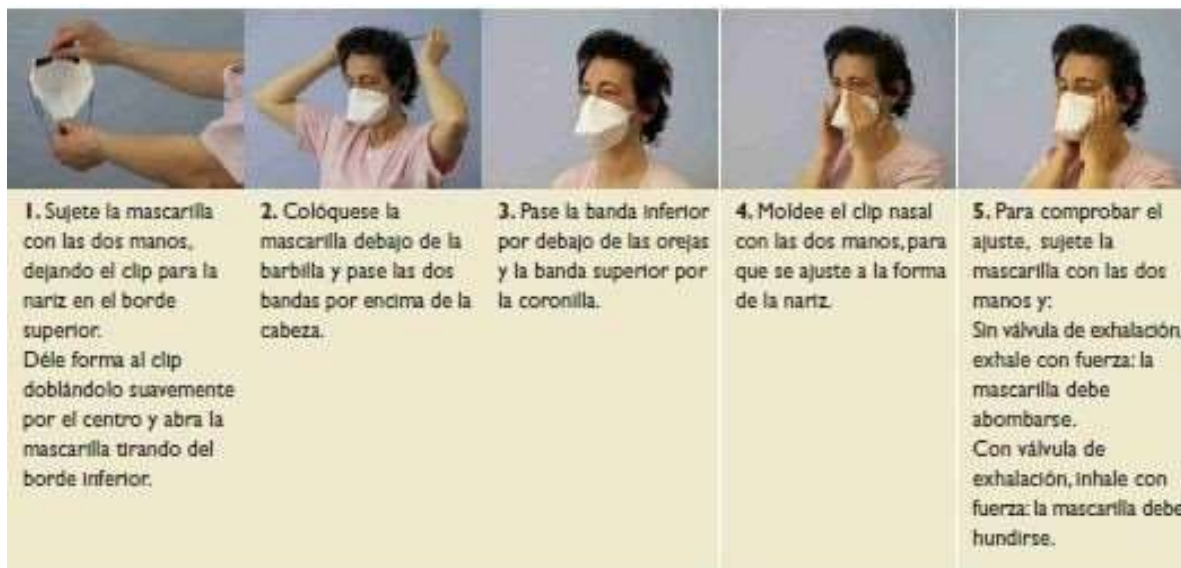 1. Sujete la mascarilla
con las dos manos,
dejando el clip para la
nariz en el borde
superior.
Déle forma al clip
doblándolo suavemente
por el centro y abra la
mascarilla tirando del
borde inferior.
2. Colóquese la
mascarilla debajo de la
barbilla y pase las dos
bandas por encima de la
cabeza.
3. Pase la banda inferior
por debajo de las orejas
y la banda superior por
la coronilla.
4. Moldee el clip nasal
con las dos manos, para
que se ajuste a la forma
de la nariz.
5. Para comprobar el
ajuste, sujete la
mascarilla con las dos
manos y:
Sin válvula de exhalación,
exhale con fuerza: la
mascarilla debe
abombarse.
Con válvula de
exhalación, inhale con
fuerza: la mascarilla debe
hundirse.